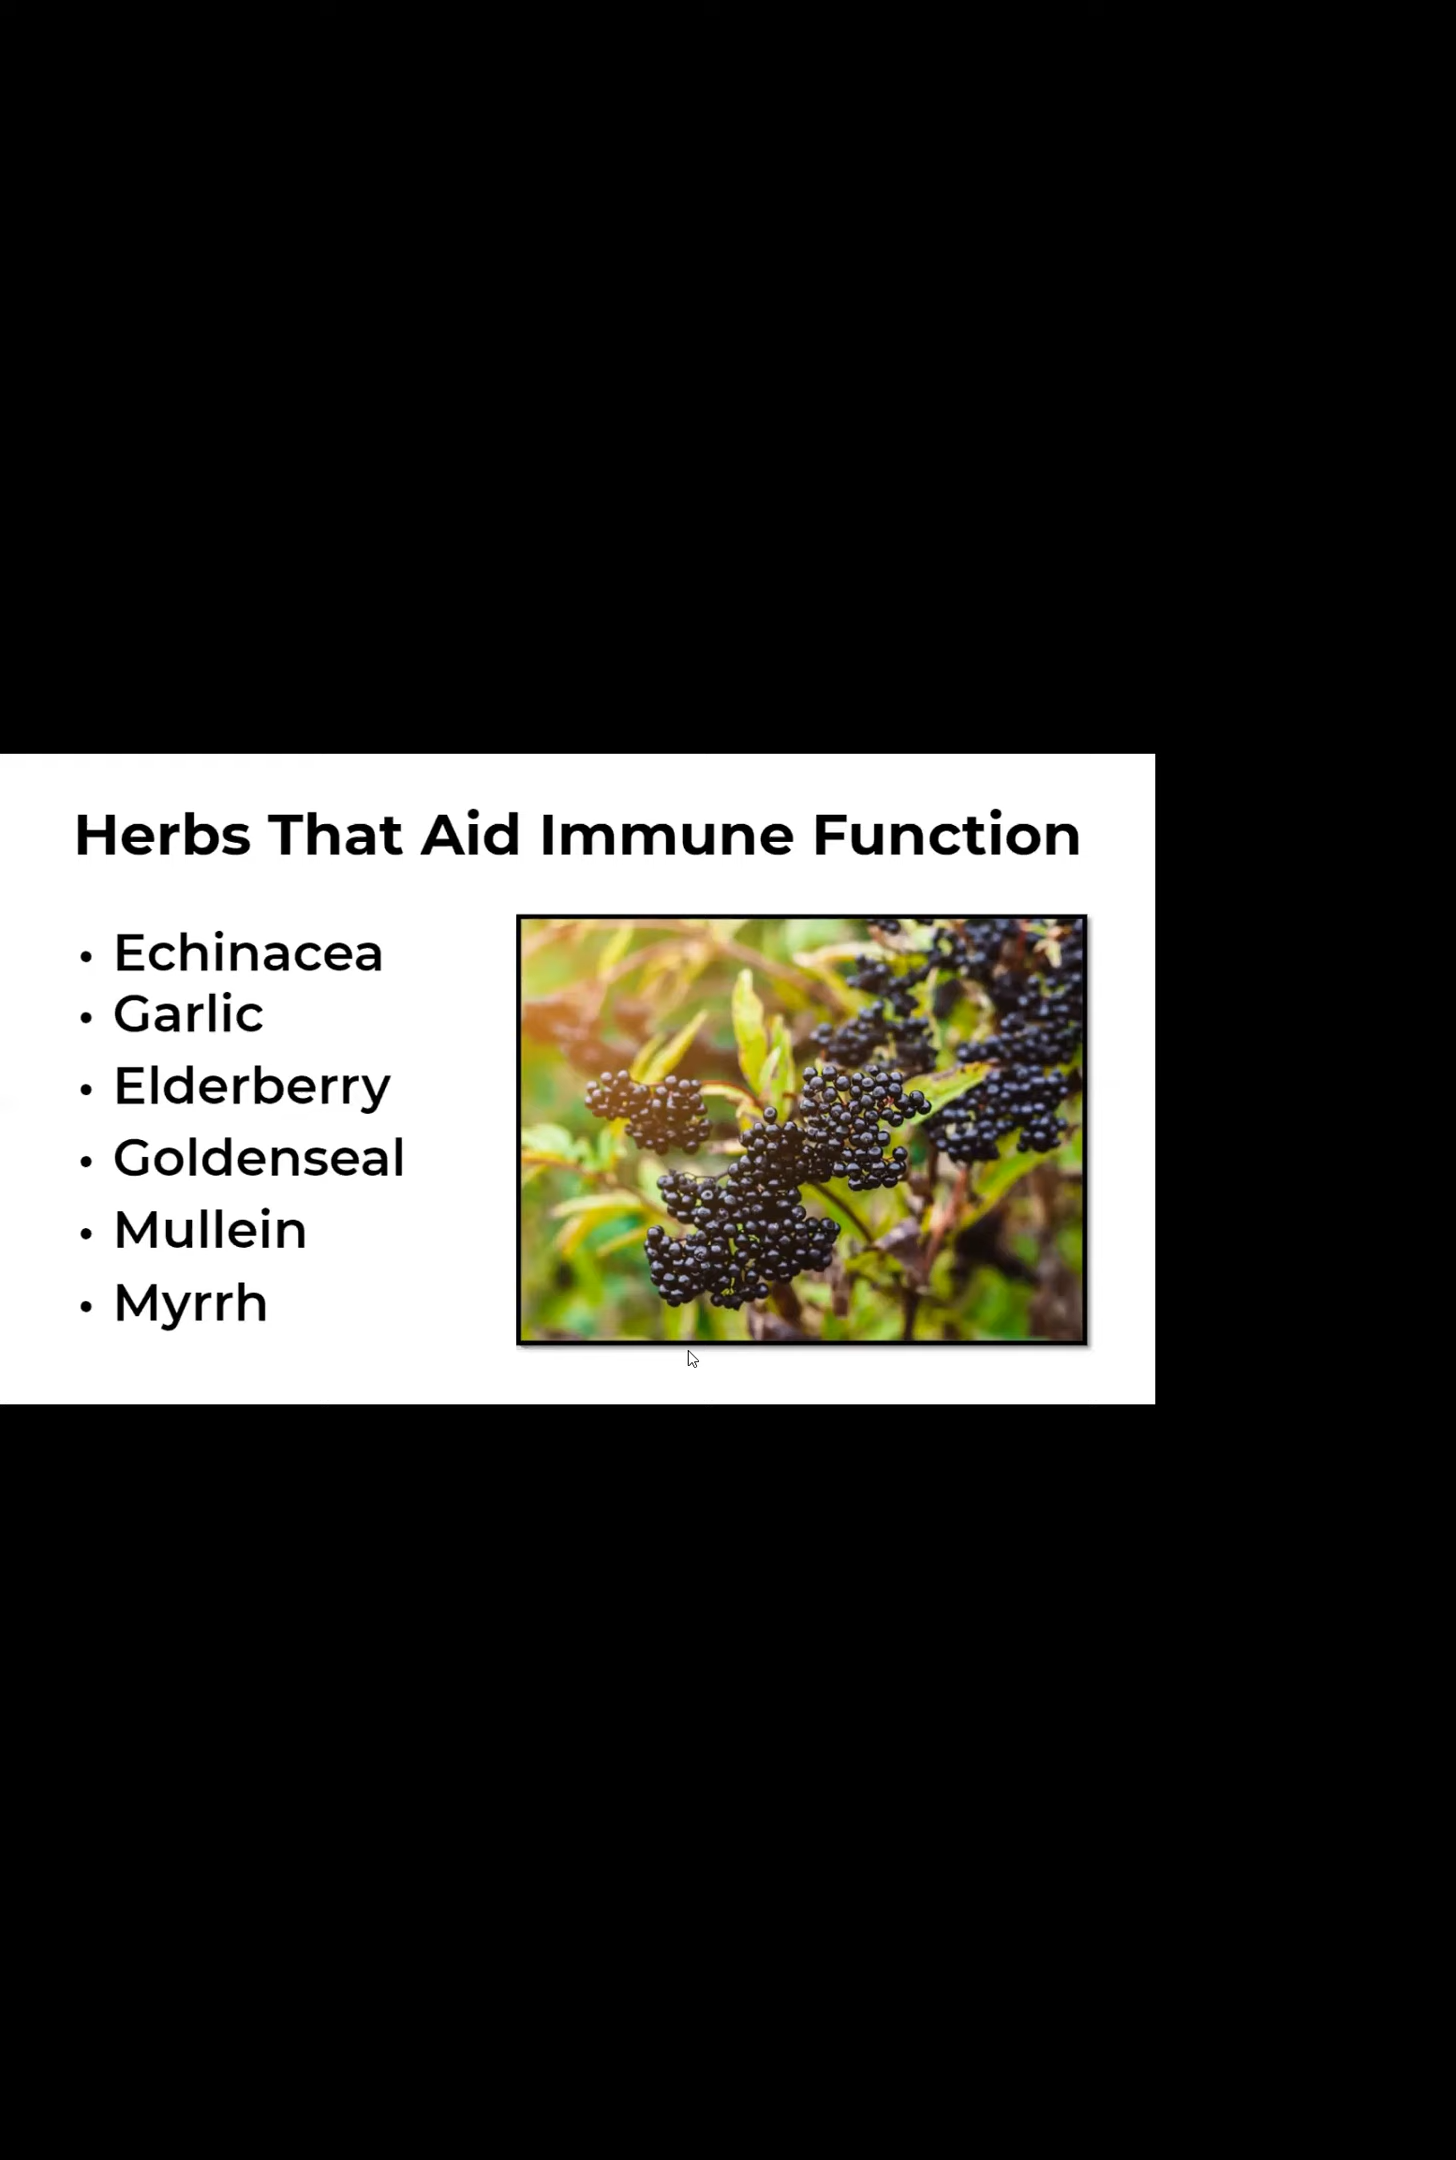 Herbs That Aid Immune Function
• Echinacea
• Garlic
• Elderberry
• Goldenseal
• Mullein
• Myrrh